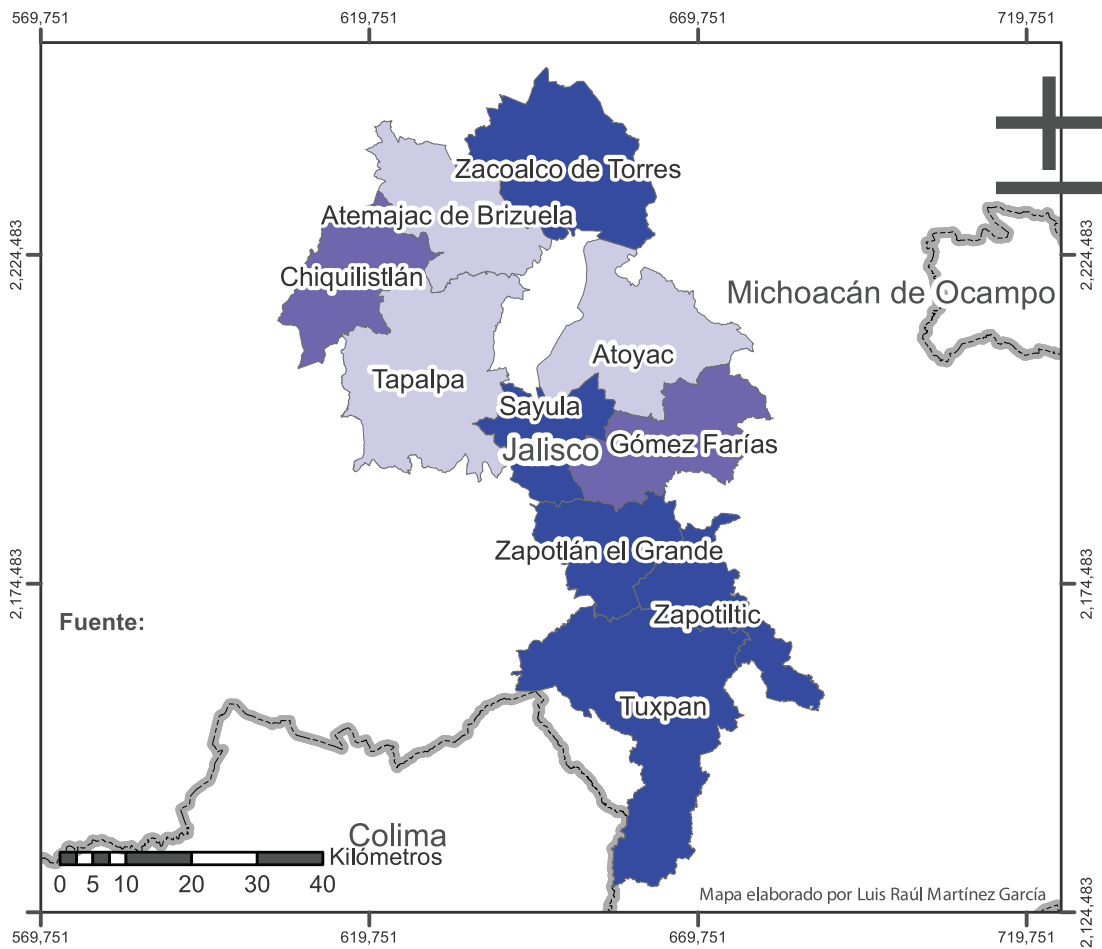 569,751
619,751
669,751
719,751
2,224,483
2,224,483
Zacoalco de Torres
Atemajac de Brizuela
Chiquilistlán
Michoacán de Ocampo
Atoyac
Tapalpa
Sayula
Jalisco
Gómez Farías
Zapotlán el Grande
2,174,483
2,174,483
Fuente:
Zapotiltic
Tuxpan
Colima
Kilómetros
0 5 10 20 30 40
Mapa elaborado por Luis Raúl Martínez García
2,124,483
569,751
619,751
669,751
719,751